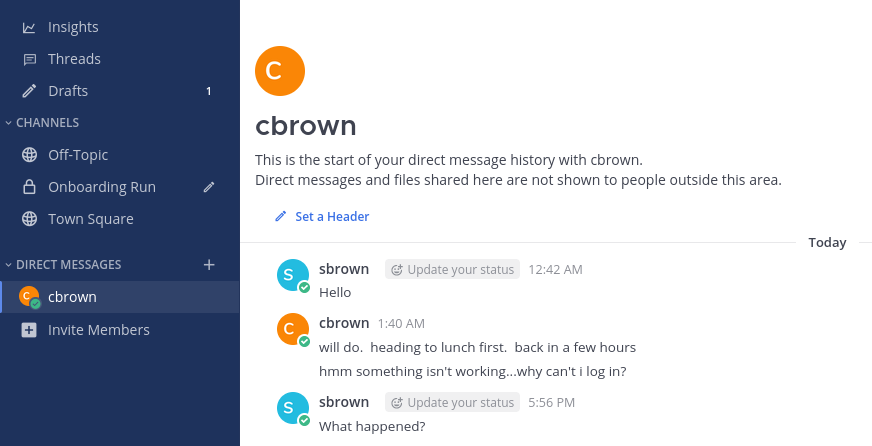 Insights
Threads
Drafts 1
CHANNELS
Off-Topic
Onboarding Run
Town Square
DIRECT MESSAGES
C cbrown
Invite Members
C
cbrown
This is the start of your direct message history with cbrown.
Direct messages and files shared here are not shown to people outside this area.
Set a Header
Today
S sbrown Update your status 12:42 AM
Hello
C cbrown 1:40 AM
will do.  heading to lunch first.  back in a few hours
hmm something isn't working...why can't i log in?
S sbrown Update your status 5:56 PM
What happened?